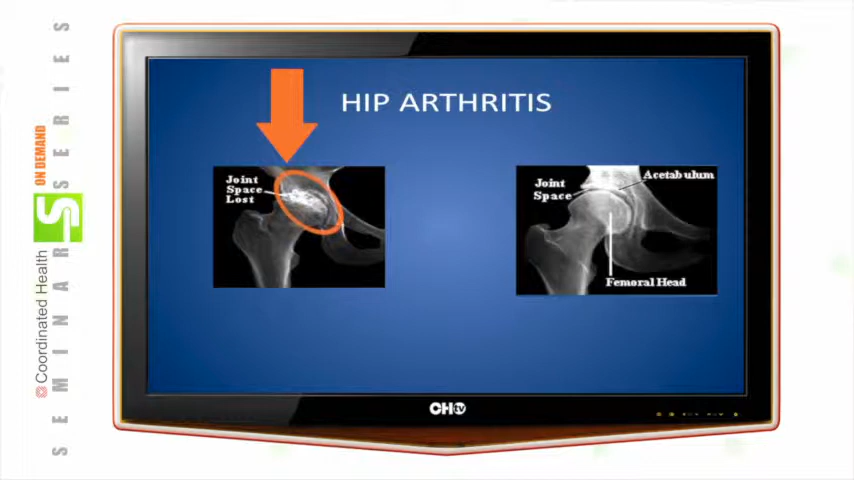 HIP ARTHRITIS
Joint
Space
Lost
Joint
Space
Acetabulum
Femoral Head
CHtv
Coordinated Health
SEMINAR SERIES
ON DEMAND
S